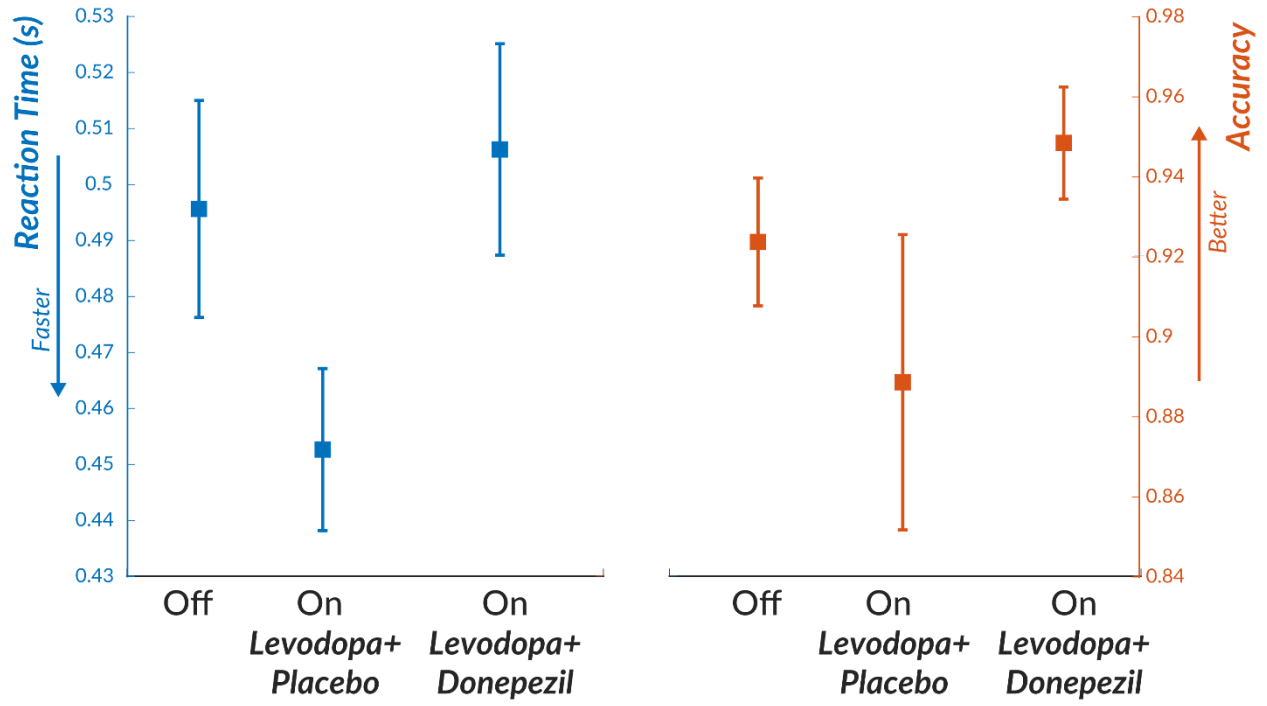 Reaction Time (s)
Faster
0.53
0.52
0.51
0.5
0.49
0.48
0.47
0.46
0.45
0.44
0.43
Off
On
Levodopa+
Placebo
On
Levodopa+
Donepezil
Off
On
Levodopa+
Placebo
On
Levodopa+
Donepezil
0.98
0.96
0.94
0.92
0.9
0.88
0.86
0.84
Accuracy
Better